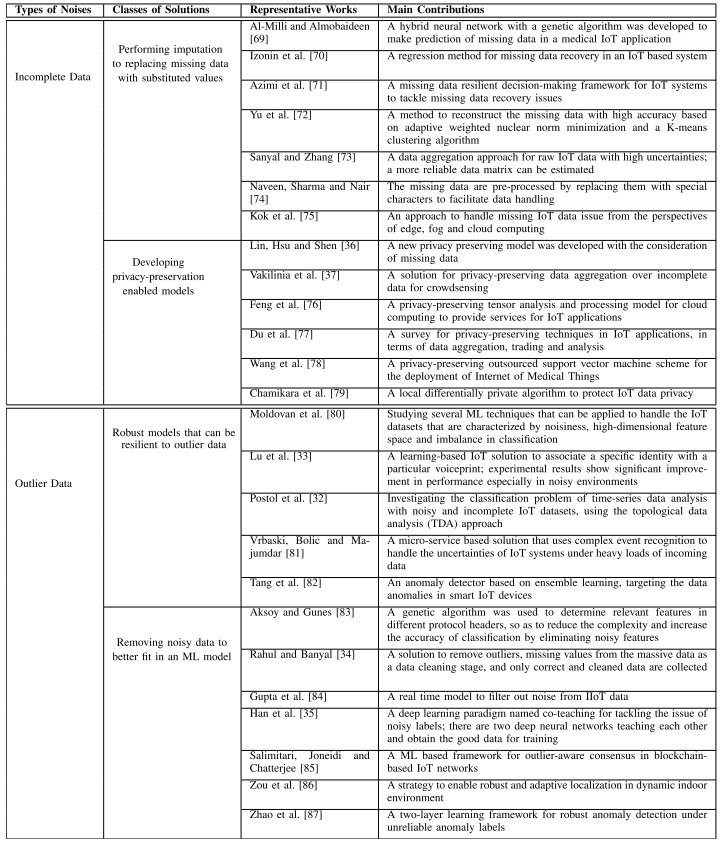 Types of Noises Classes of Solutions Representative Works Main Contributions
Incomplete Data
Performing imputation
to replacing missing data
with substituted values
Al-Milli and Almobaideen
[69]
A hybrid neural network with a genetic algorithm was developed to
make prediction of missing data in a medical IoT application
Izonin et al. [70]
A regression method for missing data recovery in an IoT based system
Azimi et al. [71]
A missing data resilient decision-making framework for IoT systems
to tackle missing data recovery issues
Yu et al. [72]
A method to reconstruct the missing data with high accuracy based
on adaptive weighted nuclear norm minimization and a K-means
clustering algorithm
Sanyal and Zhang [73]
A data aggregation approach for raw IoT data with high uncertainties;
a more reliable data matrix can be estimated
Naveen, Sharma and Nair
[74]
The missing data are pre-processed by replacing them with special
characters to facilitate data handling
Kok et al. [75]
An approach to handle missing IoT data issue from the perspectives
of edge, fog and cloud computing
Developing
privacy-preservation
enabled models
Lin, Hsu and Shen [36]
A new privacy preserving model was developed with the consideration
of missing data
Vakilinia et al. [37]
A solution for privacy-preserving data aggregation over incomplete
data for crowdsensing
Feng et al. [76]
A privacy-preserving tensor analysis and processing model for cloud
computing to provide services for IoT applications
Du et al. [77]
A survey for privacy-preserving techniques in IoT applications, in
terms of data aggregation, trading and analysis
Wang et al. [78]
A privacy-preserving outsourced support vector machine scheme for
the deployment of Internet of Medical Things
Chamikara et al. [79]
A local differentially private algorithm to protect IoT data privacy
Outlier Data
Robust models that can be
resilient to outlier data
Moldovan et al. [80]
Studying several ML techniques that can be applied to handle the IoT
datasets that are characterized by noisiness, high-dimensional feature
space and imbalance in classification
Lu et al. [33]
A learning-based IoT solution to associate a specific identity with a
particular voiceprint; experimental results show significant improve-
ment in performance especially in noisy environments
Postol et al. [32]
Investigating the classification problem of time-series data analysis
with noisy and incomplete IoT datasets, using the topological data
analysis (TDA) approach
Vrbaski, Bolic and Ma-
jumdar [81]
A micro-service based solution that uses complex event recognition to
handle the uncertainties of IoT systems under heavy loads of incoming
data
Tang et al. [82]
An anomaly detector based on ensemble learning, targeting the data
anomalies in smart IoT devices
Removing noisy data to
better fit in an ML model
Aksoy and Gunes [83]
A genetic algorithm was used to determine relevant features in
different protocol headers, so as to reduce the complexity and increase
the accuracy of classification by eliminating noisy features
Rahul and Banyal [34]
A solution to remove outliers, missing values from the massive data as
a data cleaning stage, and only correct and cleaned data are collected
Gupta et al. [84]
A real time model to filter out noise from IIoT data
Han et al. [35]
A deep learning paradigm named co-teaching for tackling the issue of
noisy labels; there are two deep neural networks teaching each other
and obtain the good data for training
Salimitari, Joneidi and
Chatterjee [85]
A ML based framework for outlier-aware consensus in blockchain-
based IoT networks
Zou et al. [86]
A strategy to enable robust and adaptive localization in dynamic indoor
environment
Zhao et al. [87]
A two-layer learning framework for robust anomaly detection under
unreliable anomaly labels